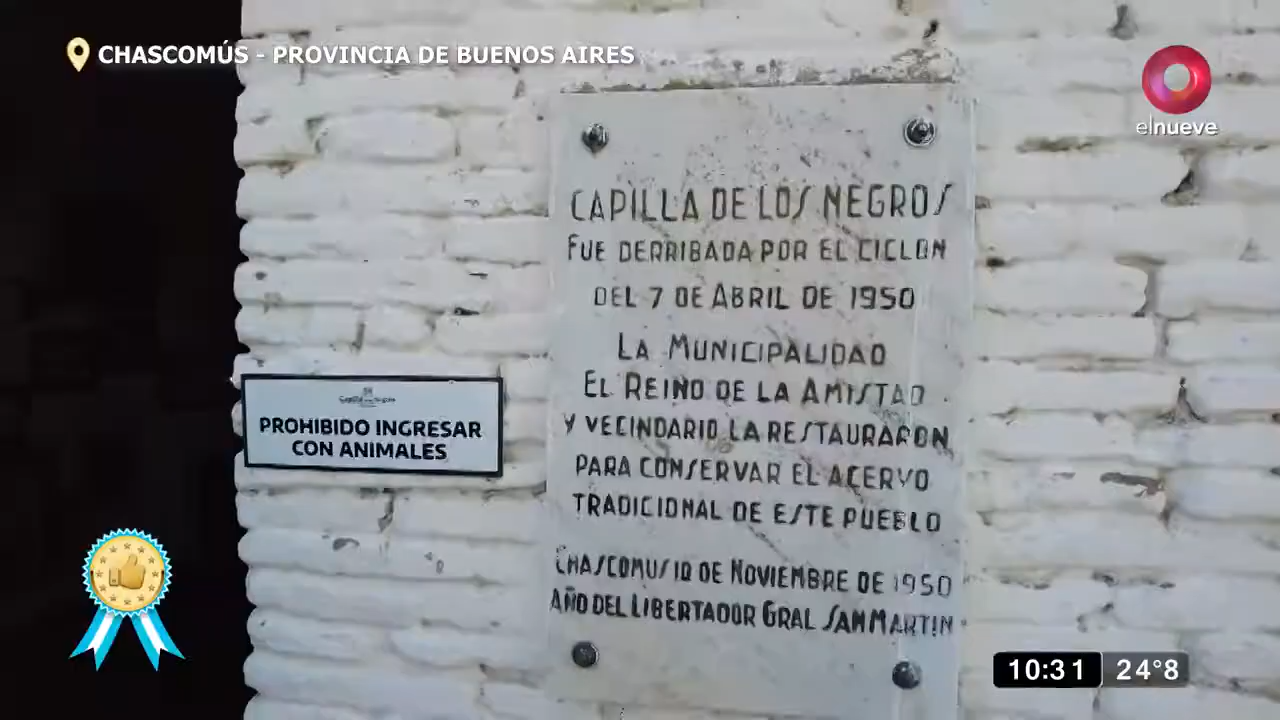 CHASCOMÚS - PROVINCIA DE BUENOS AIRES
elnueve
CAPILLA DE LOS NEGROS
FUE DERRIBADA POR EL CICLON
DEL 7 DE ABRIL DE 1950
LA MUNICIPALIDAD
EL REINO DE LA AMISTAD
Y VECINDARIO LA RESTAURARON
PARA CONSERVAR EL ACERVO
TRADICIONAL DE ESTE PUEBLO
CHASCOMUS 10 DE NOVIEMBRE DE 1950
AÑO DEL LIBERTADOR GRAL SAN MARTIN
PROHIBIDO INGRESAR
CON ANIMALES
10:31 24°8